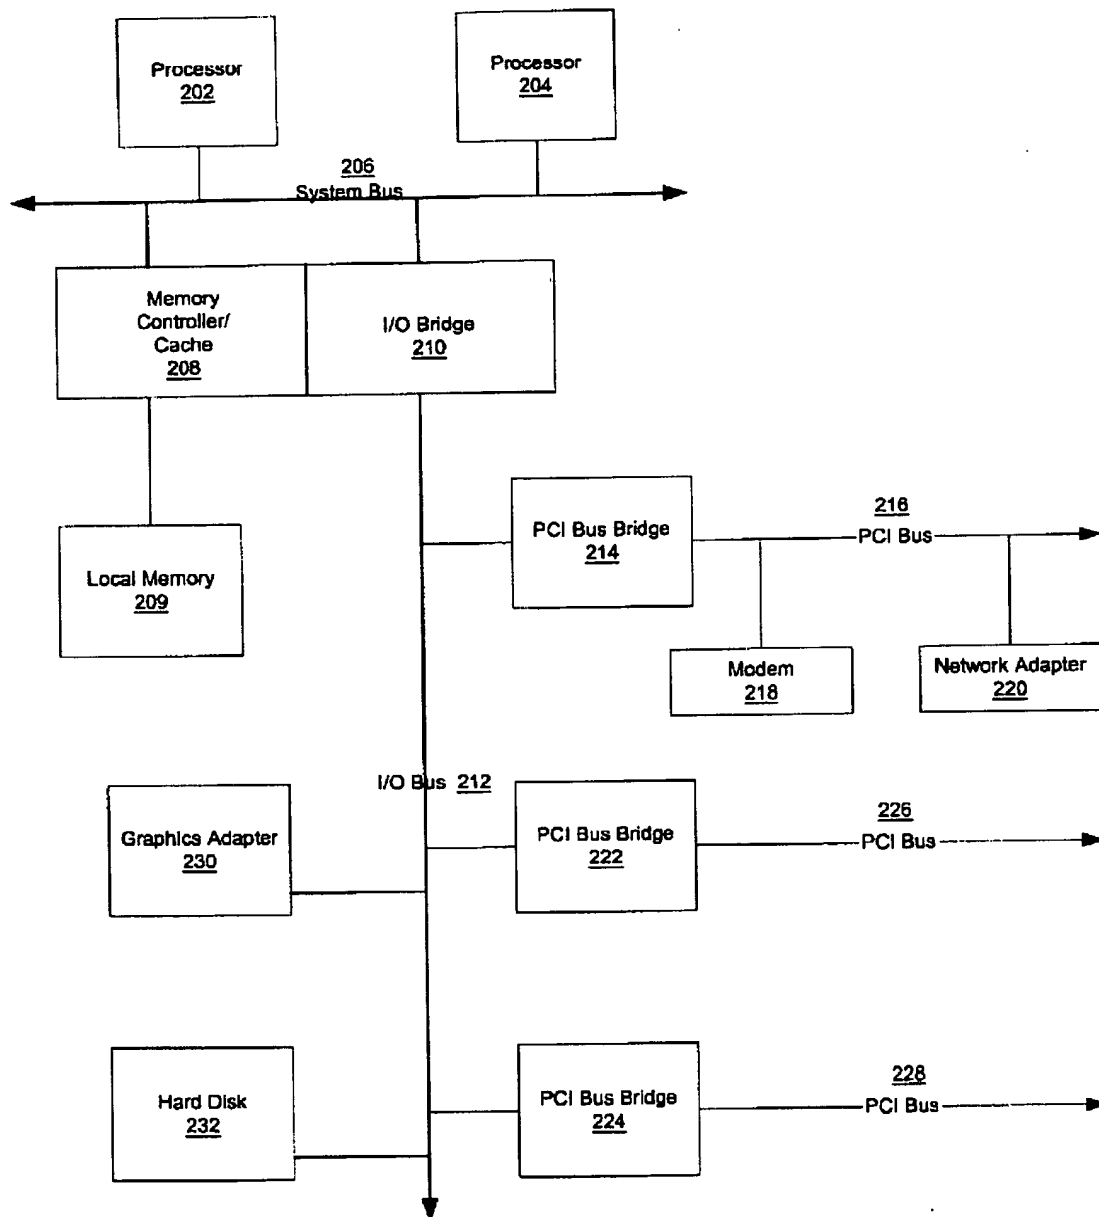 Processor
202
Processor
204
206
System Bus
Memory
Controller/
Cache
208
I/O Bridge
210
PCI Bus Bridge
214
216
PCI Bus
Local Memory
209
Modem
218
Network Adapter
220
I/O Bus 212
Graphics Adapter
230
PCI Bus Bridge
222
226
PCI Bus
Hard Disk
232
PCI Bus Bridge
224
228
PCI Bus